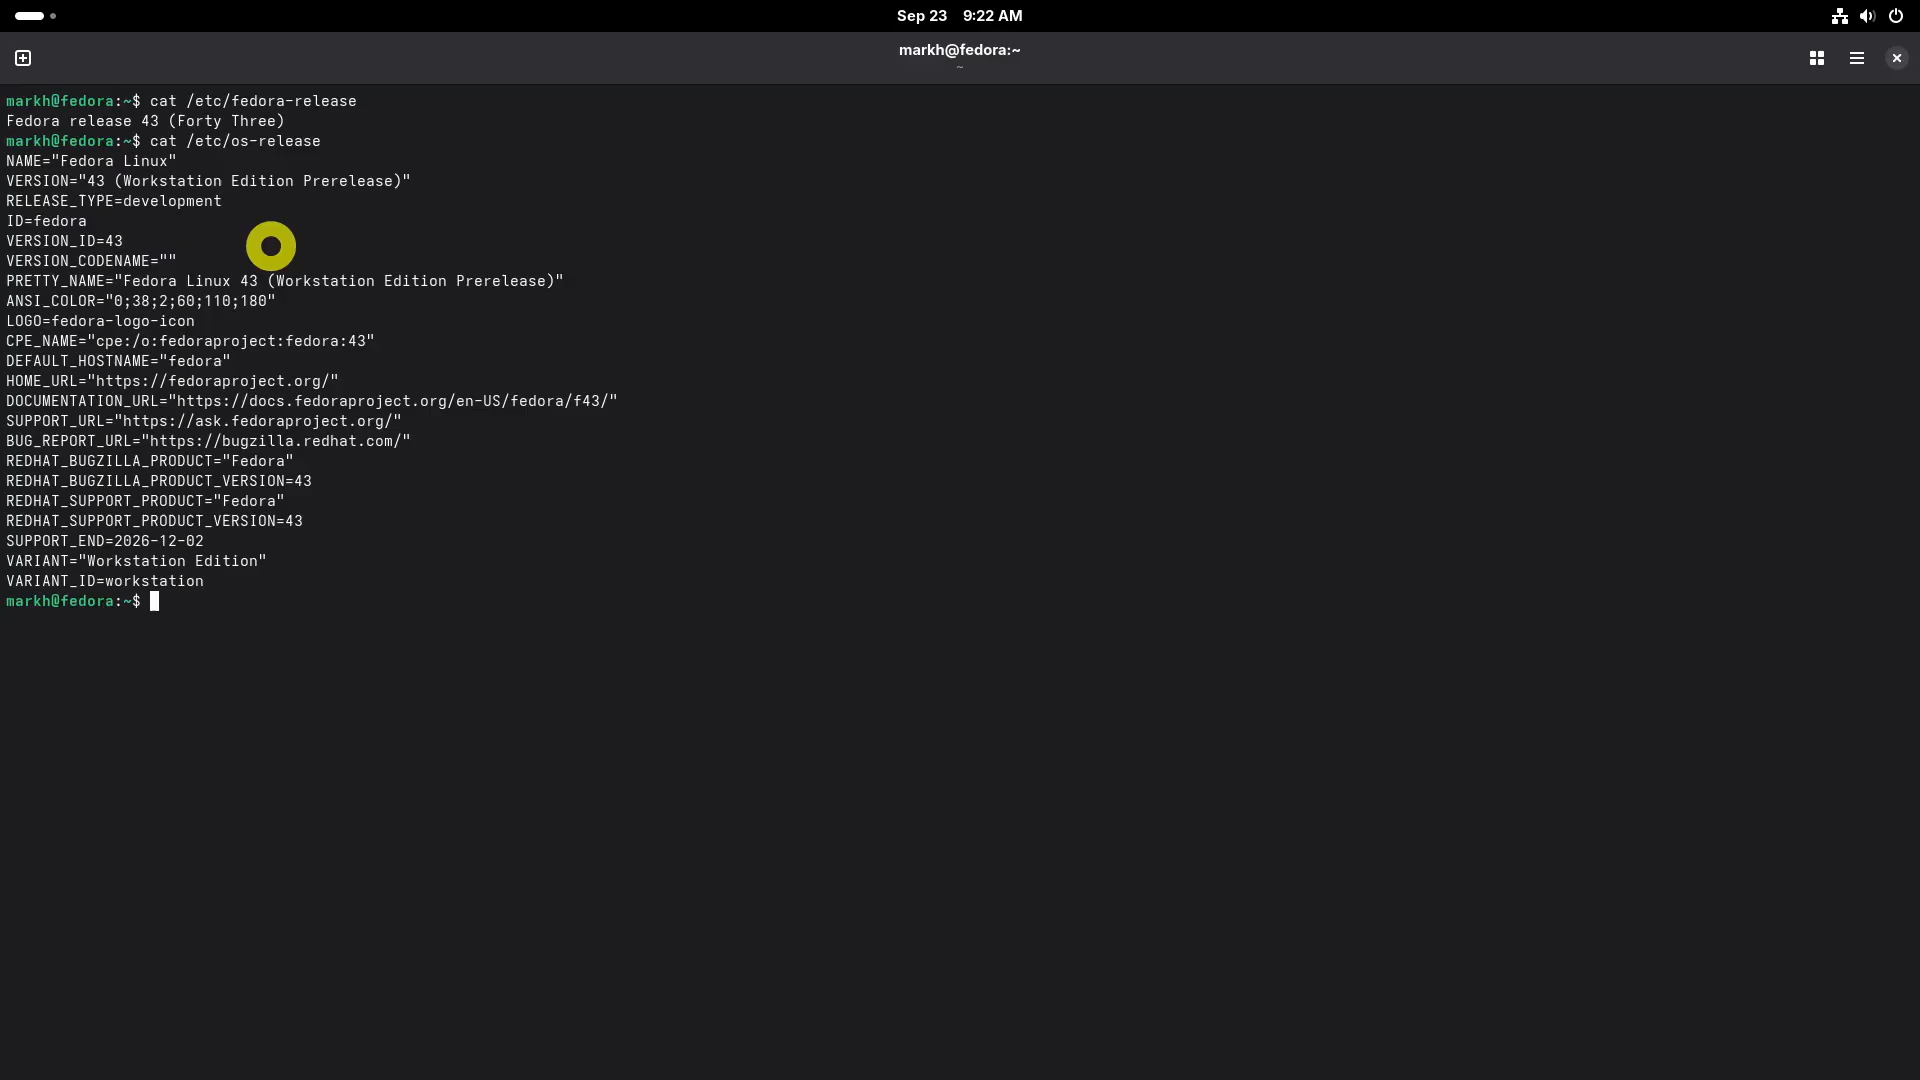 Sep 23 9:22 AM
markh@fedora:~
~
markh@fedora:~$ cat /etc/fedora-release
Fedora release 43 (Forty Three)
markh@fedora:~$ cat /etc/os-release
NAME="Fedora Linux"
VERSION="43 (Workstation Edition Prerelease)"
RELEASE_TYPE=development
ID=fedora
VERSION_ID=43
VERSION_CODENAME=""
PRETTY_NAME="Fedora Linux 43 (Workstation Edition Prerelease)"
ANSI_COLOR="0;38;2;60;110;180"
LOGO=fedora-logo-icon
CPE_NAME="cpe:/o:fedoraproject:fedora:43"
DEFAULT_HOSTNAME="fedora"
HOME_URL="https://fedoraproject.org/"
DOCUMENTATION_URL="https://docs.fedoraproject.org/en-US/fedora/f43/"
SUPPORT_URL="https://ask.fedoraproject.org/"
BUG_REPORT_URL="https://bugzilla.redhat.com/"
REDHAT_BUGZILLA_PRODUCT="Fedora"
REDHAT_BUGZILLA_PRODUCT_VERSION=43
REDHAT_SUPPORT_PRODUCT="Fedora"
REDHAT_SUPPORT_PRODUCT_VERSION=43
SUPPORT_END=2026-12-02
VARIANT="Workstation Edition"
VARIANT_ID=workstation
markh@fedora:~$